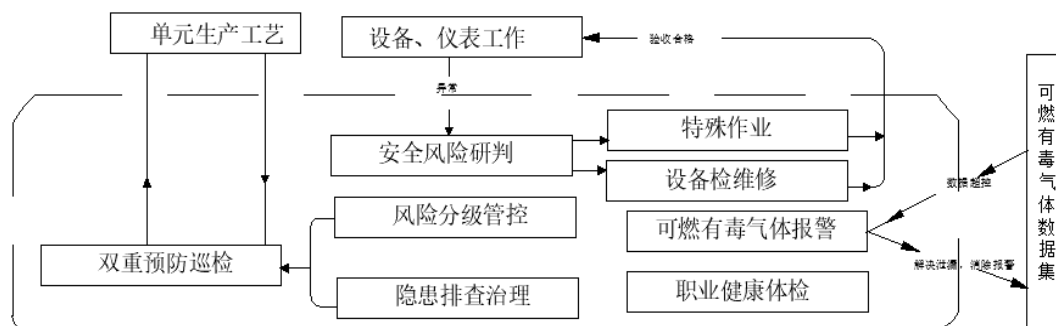 单元生产工艺
设备、仪表工作
验收合格
异常
特殊作业
安全风险研判
设备检维修
风险分级管控
可燃有毒气体报警
数据超控
双重预防巡检
解决泄漏、消除报警
隐患排查治理
职业健康体检
可燃有毒气体数据集